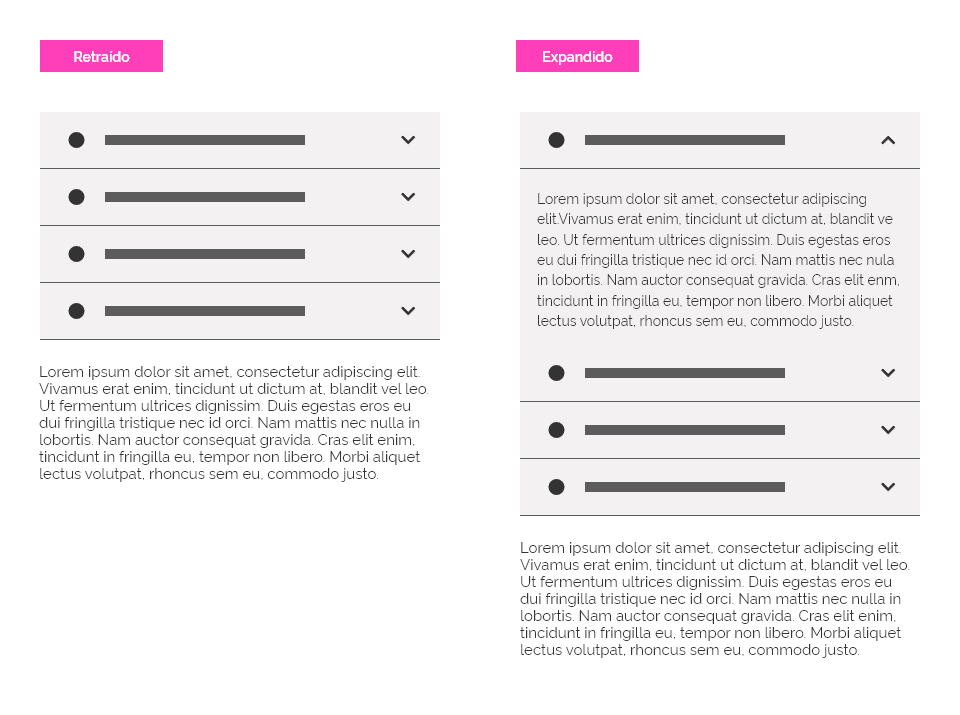 Retraído
Lorem ipsum dolor sit amet, consectetur adipiscing elit.
Vivamus erat enim, tincidunt ut dictum at, blandit vel leo.
Ut fermentum ultrices dignissim. Duis egestas eros eu
dui fringilla tristique nec id orci. Nam mattis nec nulla in
lobortis. Nam auctor consequat gravida. Cras elit enim,
tincidunt in fringilla eu, tempor non libero. Morbi aliquet
lectus volutpat, rhoncus sem eu, commodo justo.
Expandido
Lorem ipsum dolor sit amet, consectetur adipiscing
elit.Vivamus erat enim, tincidunt ut dictum at, blandit ve
leo. Ut fermentum ultrices dignissim. Duis egestas eros
eu dui fringilla tristique nec id orci. Nam mattis nec nula
in lobortis. Nam auctor consequat gravida. Cras elit enm,
tincidunt in fringilla eu, tempor non libero. Morbi aliquet
lectus volutpat, rhoncus sem eu, commodo justo.
Lorem ipsum dolor sit amet, consectetur adipiscing elit.
Vivamus erat enim, tincidunt ut dictum at, blandit vel leo.
Ut fermentum ultrices dignissim. Duis egestas eros eu
dui fringilla tristique nec id orci. Nam mattis nec nulla in
lobortis. Nam auctor consequat gravida. Cras elit enim,
tincidunt in fringilla eu, tempor non libero. Morbi aliquet
lectus volutpat, rhoncus sem eu, commodo justo.